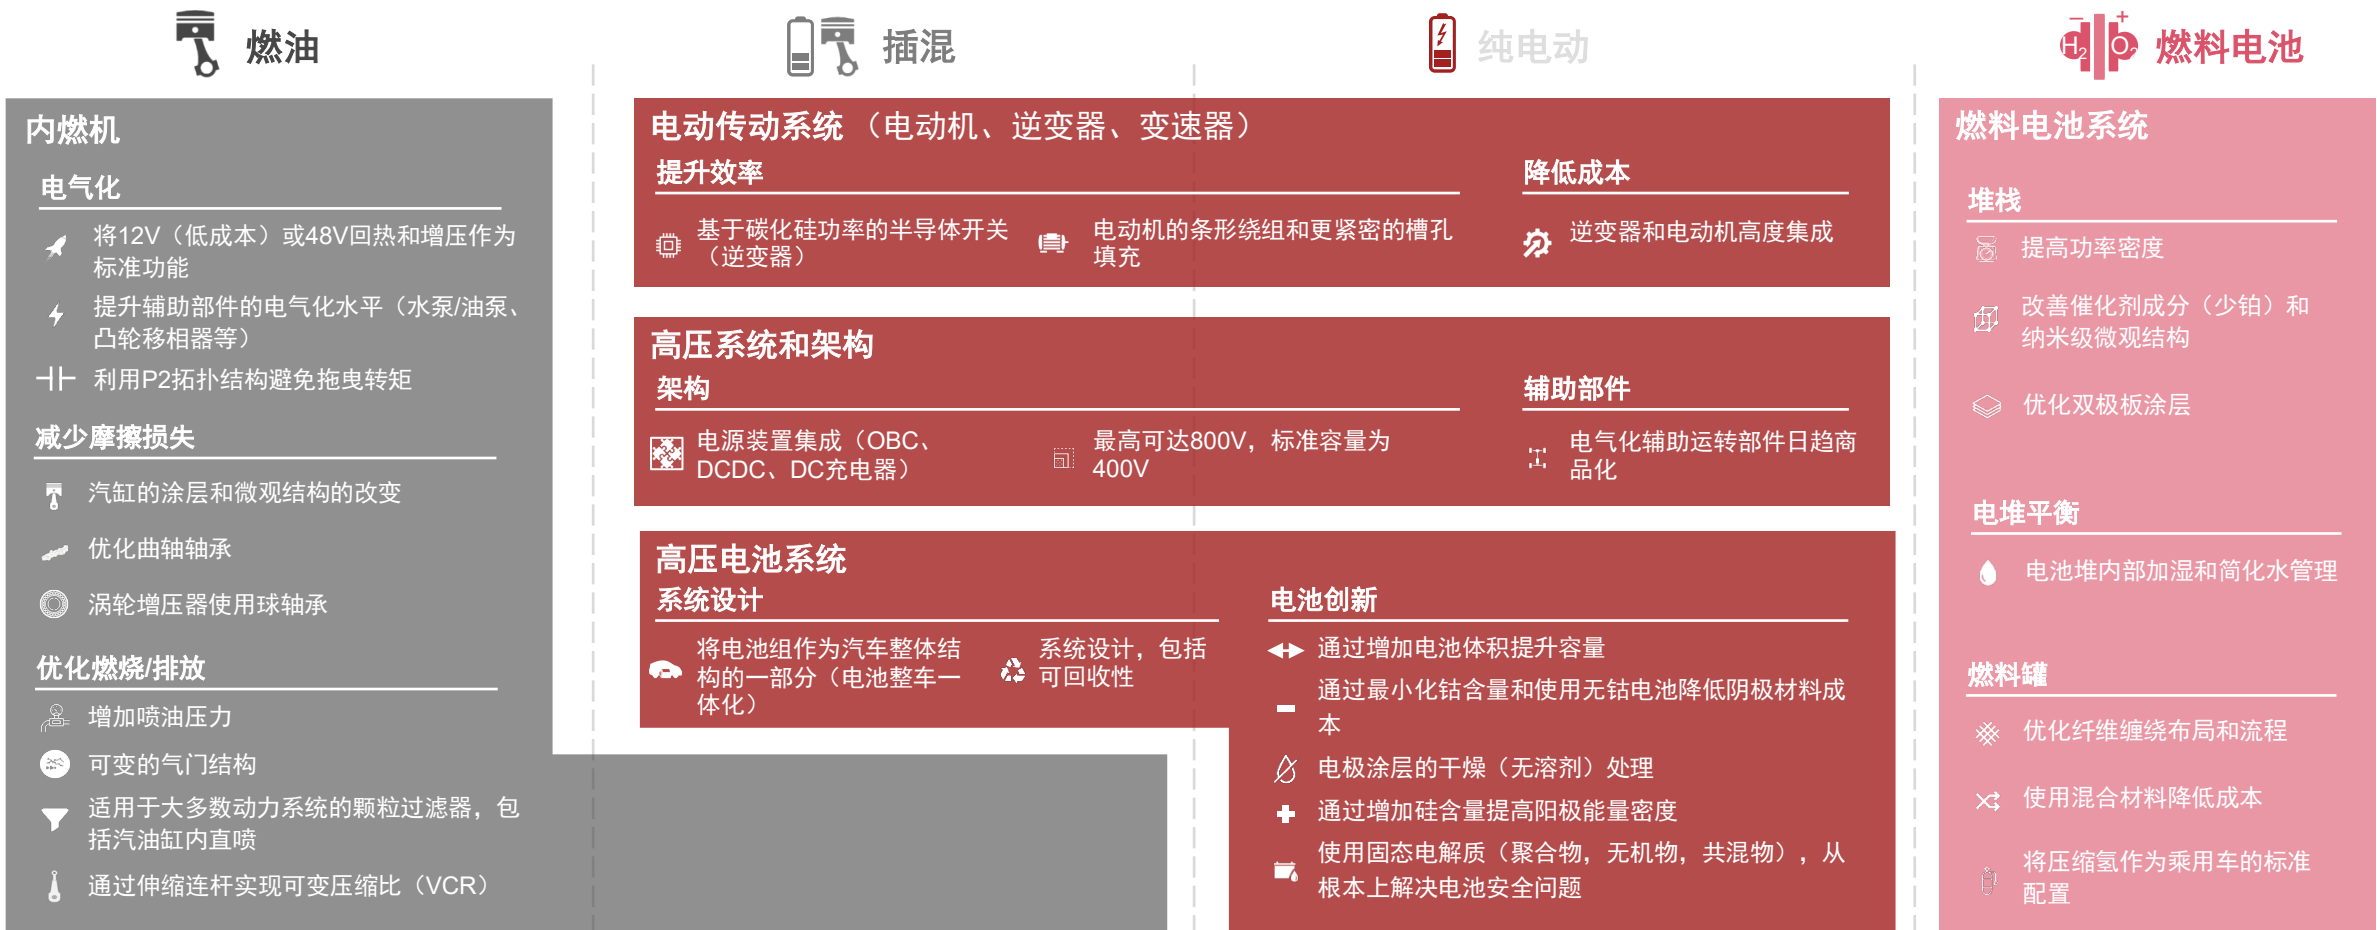 燃油
插混
纯电动
H2 O2
燃料电池
内燃机
电气化
将12V（低成本）或48V回热和增压作为
标准功能
提升辅助部件的电气化水平（水泵/油泵、
凸轮移相器等）
利用P2拓扑结构避免拖曳转矩
减少摩擦损失
汽缸的涂层和微观结构的改变
优化曲轴轴承
涡轮增压器使用球轴承
优化燃烧/排放
增加喷油压力
可变的气门结构
适用于大多数动力系统的颗粒过滤器，包
括汽油缸内直喷
通过伸缩连杆实现可变压缩比（VCR）
电动传动系统 （电动机、逆变器、变速器）
提升效率
基于碳化硅功率的半导体开关
（逆变器）
电动机的条形绕组和更紧密的槽孔
填充
降低成本
逆变器和电动机高度集成
高压系统和架构
架构
电源装置集成（OBC、
DCDC、DC充电器）
最高可达800V，标准容量为
400V
辅助部件
电气化辅助运转部件日趋商
品化
高压电池系统
系统设计
将电池组作为汽车整体结
构的一部分（电池整车一
体化）
系统设计，包括
可回收性
电池创新
通过增加电池体积提升容量
通过最小化钴含量和使用无钴电池降低阴极材料成
本
电极涂层的干燥（无溶剂）处理
通过增加硅含量提高阳极能量密度
使用固态电解质（聚合物，无机物，共混物），从
根本上解决电池安全问题
燃料电池系统
堆栈
提高功率密度
改善催化剂成分（少铂）和
纳米级微观结构
优化双极板涂层
电堆平衡
电池堆内部加湿和简化水管理
燃料罐
优化纤维缠绕布局和流程
使用混合材料降低成本
将压缩氢作为乘用车的标准
配置